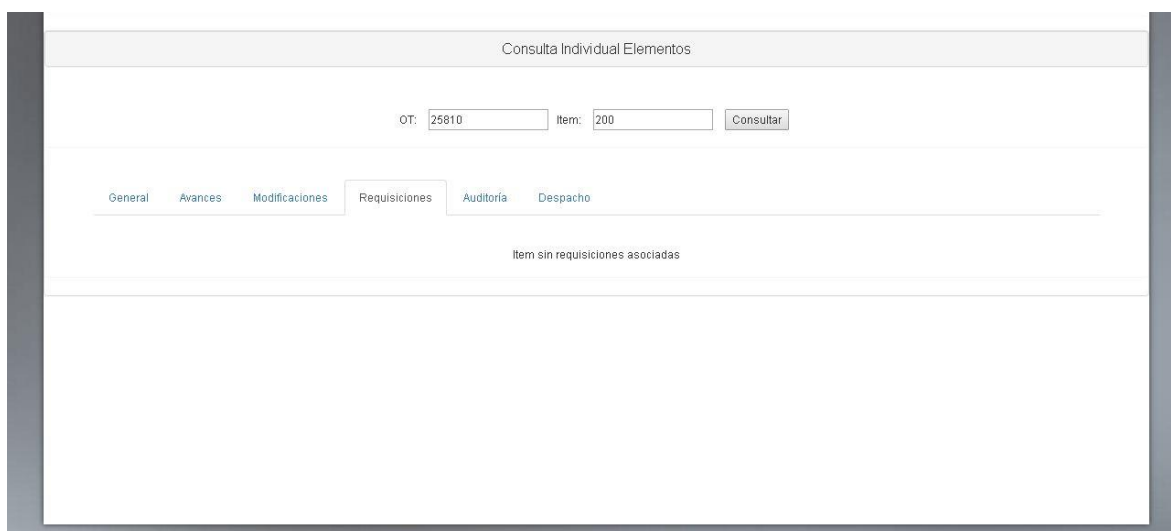 Consulta Individual Elementos
OT: 25810 Item: 200 Consultar
General Avances Modificaciones Requisiciones Auditoría Despacho
Item sin requisiciones asociadas